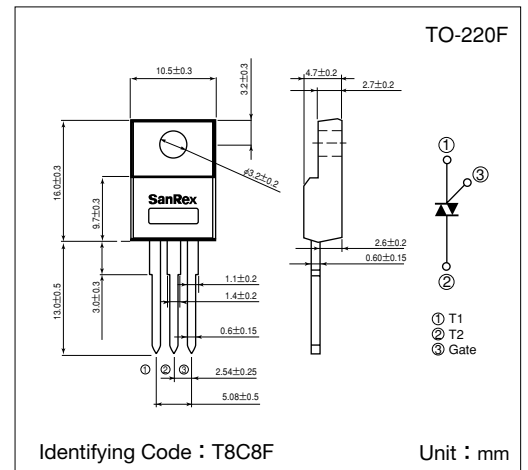 TO-220F
10.5±0.3
3.2±0.3
4.7±0.2
2.7±0.2
16.0±0.3
9.7±0.3
φ3.2±0.2
SanRex
13.0±0.5
3.0±0.3
1.1±0.2
1.4±0.2
0.6±0.15
2.6±0.2
0.60±0.15
① ② ③
2.54±0.25
5.08±0.5
①
③
②
① T1
② T2
③ Gate
Identifying Code：T8C8F
Unit：mm